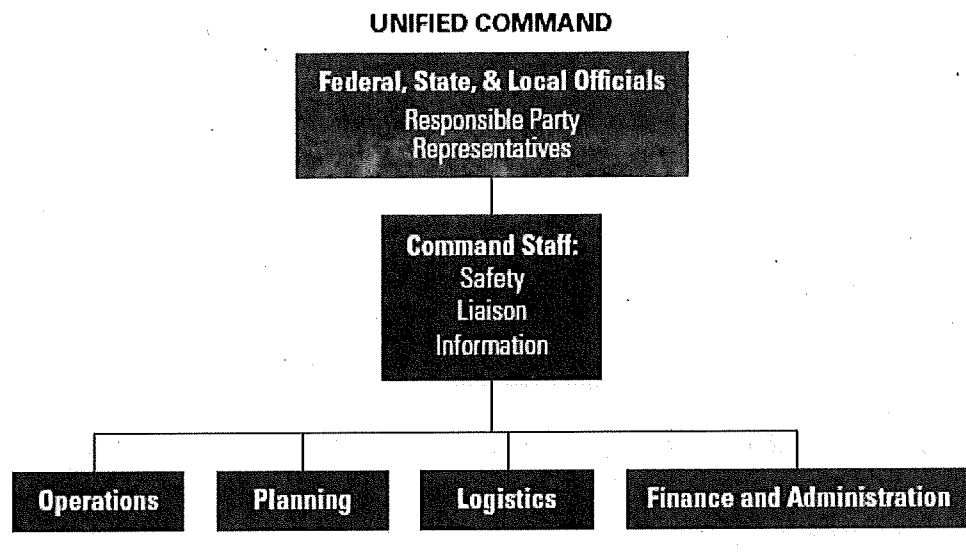 UNIFIED COMMAND
Federal, State, & Local Officials
Responsible Party
Representatives
Command Staff:
Safety
Liaison
Information
Operations
Planning
Logistics
Finance and Administration